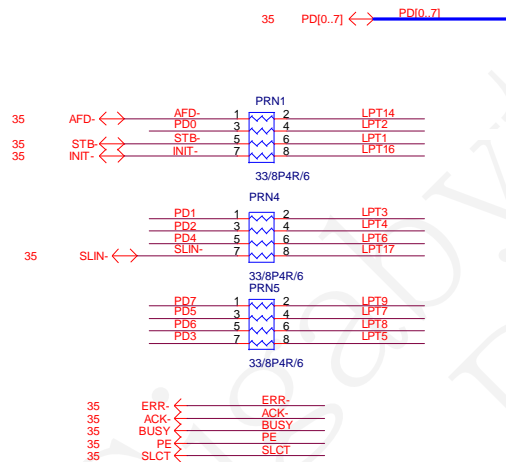 35 PD[0..7] PD[0..7]
PRN1
35 AFD- AFD- 1 2 LPT14
PD0 3 4 LPT2
35 STB- STB- 5 6 LPT1
35 INIT- INIT- 7 8 LPT16
33/8P4R/6
PRN4
PD1 1 2 LPT3
PD2 3 4 LPT4
PD4 5 6 LPT6
35 SLIN- SLIN- 7 8 LPT17
33/8P4R/6
PRN5
PD7 1 2 LPT9
PD5 3 4 LPT7
PD6 5 6 LPT8
PD3 7 8 LPT5
33/8P4R/6
35 ERR- ERR-
35 ACK- ACK-
35 BUSY BUSY
35 PE PE
35 SLCT SLCT